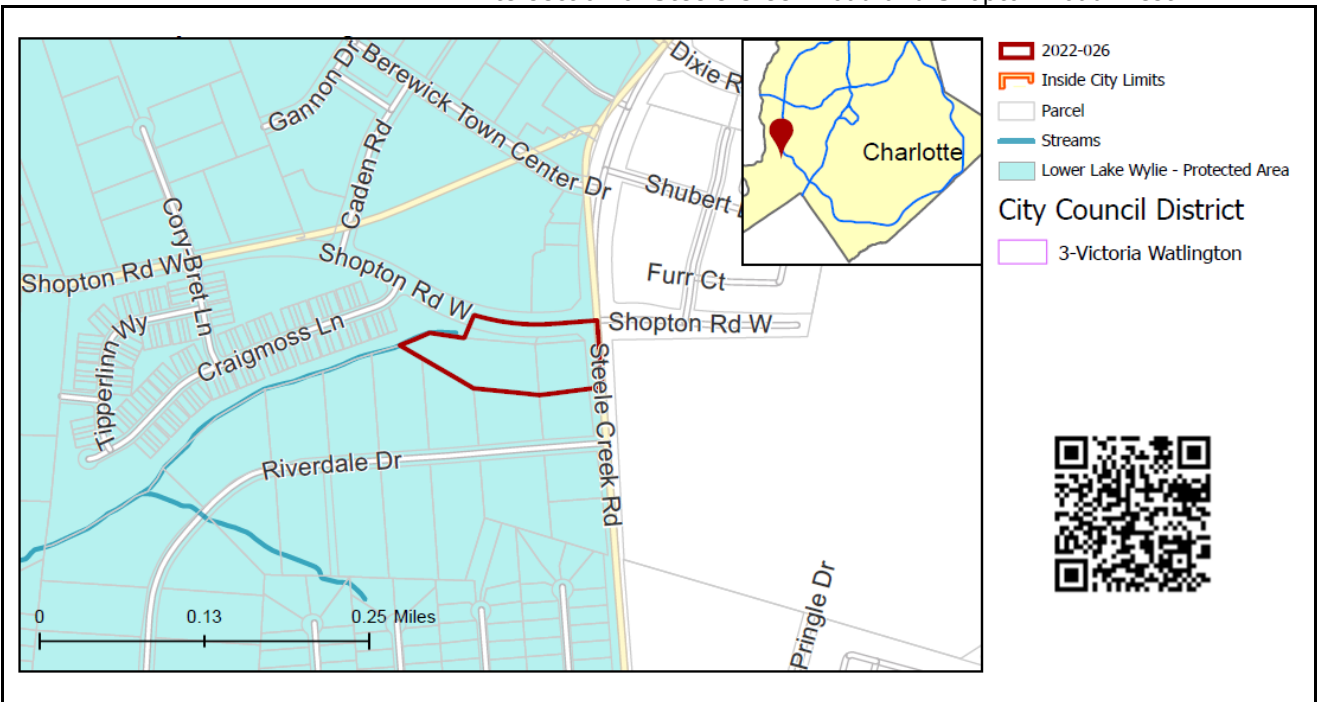 Gannon Dr
Berewick Town Center Dr
Dixie R
Caden Rd
Cory-Bret Ln
Shubert
Shopton Rd W
Shopton Rd W
Furr Ct
Shopton Rd W
Tipperlinn Wy
Craigmoss Ln
Steele Creek Rd
Riverdale Dr
Pringle Dr
0 0.13 0.25 Miles
Charlotte
2022-026
Inside City Limits
Parcel
Streams
Lower Lake Wylie - Protected Area
City Council District
3-Victoria Watlington